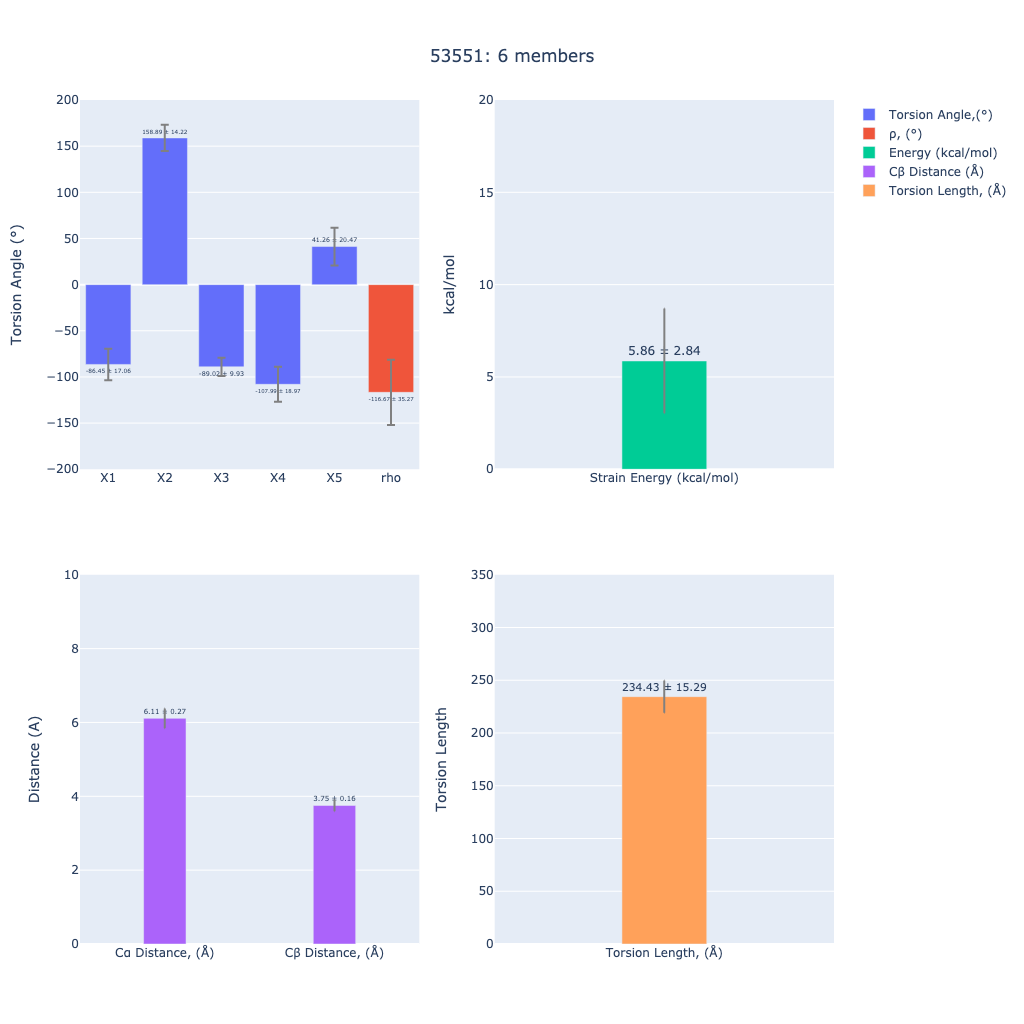 53551: 6 members
Torsion Angle (°)
200
150
100
50
0
−50
−100
−150
−200
-86.45 ± 17.06
158.89 ± 14.22
-89.02 ± 9.93
-107.99 ± 18.97
41.26 ± 20.47
-116.67 ± 35.27
X1 X2 X3 X4 X5 rho
kcal/mol
20
15
10
5
0
5.86 ± 2.84
Strain Energy (kcal/mol)
Torsion Angle,(°)
ρ, (°)
Energy (kcal/mol)
Cβ Distance (Å)
Torsion Length, (Å)
Distance (A)
10
8
6
4
2
0
6.11 ± 0.27
3.75 ± 0.16
Cα Distance, (Å) Cβ Distance, (Å)
Torsion Length
350
300
250
200
150
100
50
0
234.43 ± 15.29
Torsion Length, (Å)